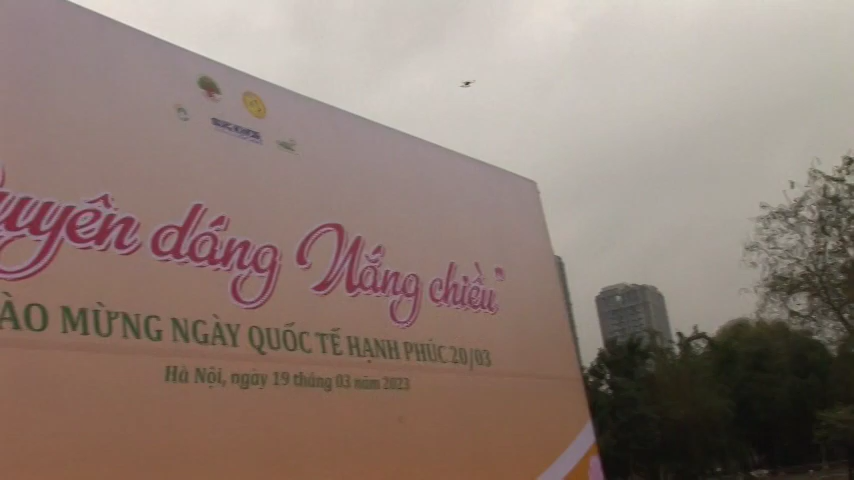 uyên dáng Nắng chiều"
ÀO MỪNG NGÀY QUỐC TẾ HẠNH PHÚC 20/03
Hà Nội, ngày 19 tháng 03 năm 2023